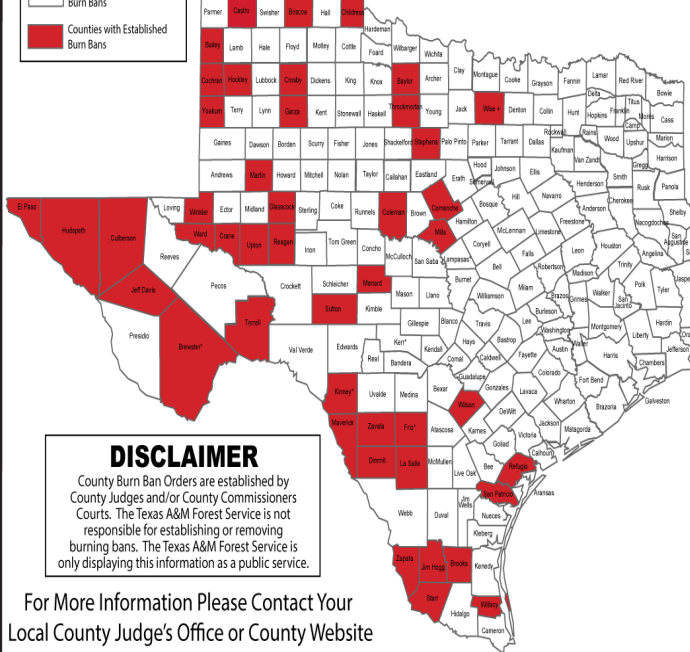 Burn Bans
Counties with Established
Burn Bans
Parmer Castro Swisher Briscoe Hall Childress
Hardeman
Bailey Lamb Hale Floyd Motley Cottle Foard Wilbarger Wichita
Clay Montague Cooke Grayson Fannin Lamar Red River Bowie
Cochran Hockley Lubbock Crosby Dickens King Knox Baylor Archer
Delta Titus Franklin Morris Cass
Yoakum Terry Lynn Garza Kent Stonewall Haskell Throckmorton Young Jack Wise + Denton Collin Hunt Hopkins Camp
Rockwall Rains Wood Upshur Marion
Gaines Dawson Borden Scurry Fisher Jones Shackelford Stephens Palo Pinto Parker Tarrant Dallas Kaufman Van Zandt Gregg Harrison
Andrews Martin Howard Mitchell Nolan Taylor Callahan Eastland Erath Hood Somervell Johnson Ellis Henderson Smith Rusk Panola
El Paso Hudspeth Culberson Loving Winkler Ector Midland Glasscock Sterling Coke Runnels Coleman Brown Comanche Hamilton Bosque Hill Navarro Freestone Anderson Cherokee Nacogdoches Shelby
Reeves Ward Crane Upton Reagan Irion Tom Green Concho McCulloch San Saba Mills Lampasas Coryell McLennan Limestone Falls Leon Houston Angelina
Jeff Davis Pecos Crockett Schleicher Menard Mason Llano Burnet Bell Williamson Milam Robertson Brazos Madison Grimes Walker Trinity San Jacinto Polk Tyler Jaspe
Presidio Brewster* Terrell Val Verde Sutton Kimble Gillespie Blanco Travis Bastrop Lee Burleson Washington Montgomery Liberty Hardin
Edwards Real Kerr* Bandera Kendall Comal Hays Caldwell Fayette Austin Waller Harris Chambers Jefferson
Kinney* Uvalde Medina Bexar Guadalupe Gonzales Lavaca Colorado Wharton Fort Bend Brazoria Galveston
Maverick Zavala Frio* Atascosa Wilson Karnes DeWitt Victoria Jackson Matagorda
Dimmit La Salle McMullen Live Oak Bee Goliad Refugio Calhoun
Webb Duval Jim Wells San Patricio Nueces Aransas
Kleberg
Zapata Jim Hogg Brooks Kenedy
Starr Hidalgo Willacy
Cameron
DISCLAIMER
County Burn Ban Orders are established by
County Judges and/or County Commissioners
Courts. The Texas A&M Forest Service is not
responsible for establishing or removing
burning bans. The Texas A&M Forest Service is
only displaying this information as a public service.
For More Information Please Contact Your
Local County Judge's Office or County Website